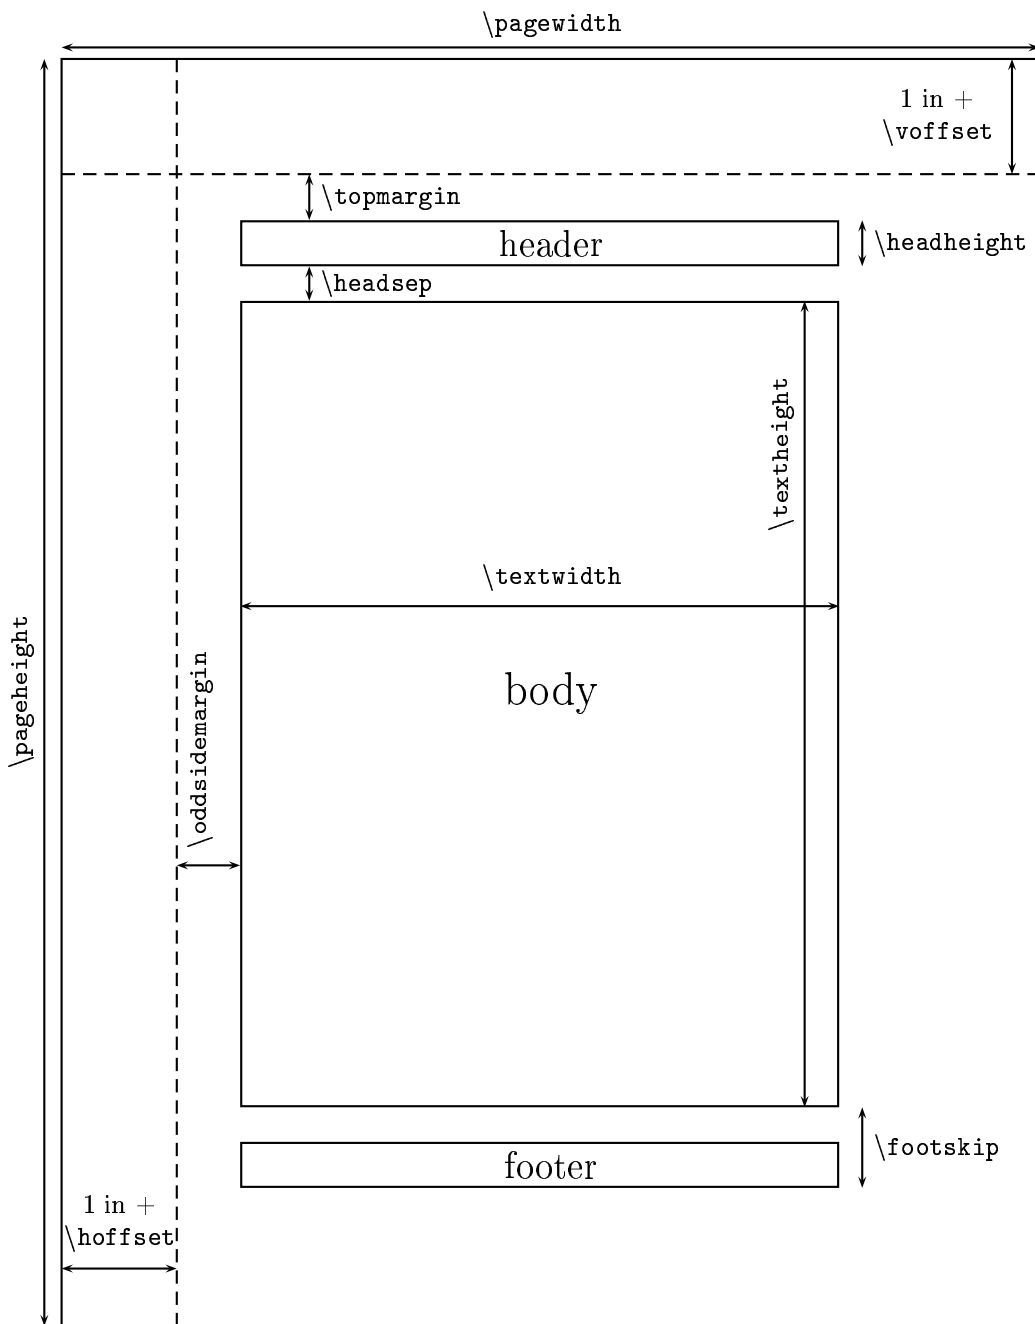 \pagewidth
1 in +
\voffset
\topmargin
header
\headheight
\headsep
\textheight
\textwidth
\pageheight
\oddsidemargin
body
\footskip
footer
1 in +
\hoffset